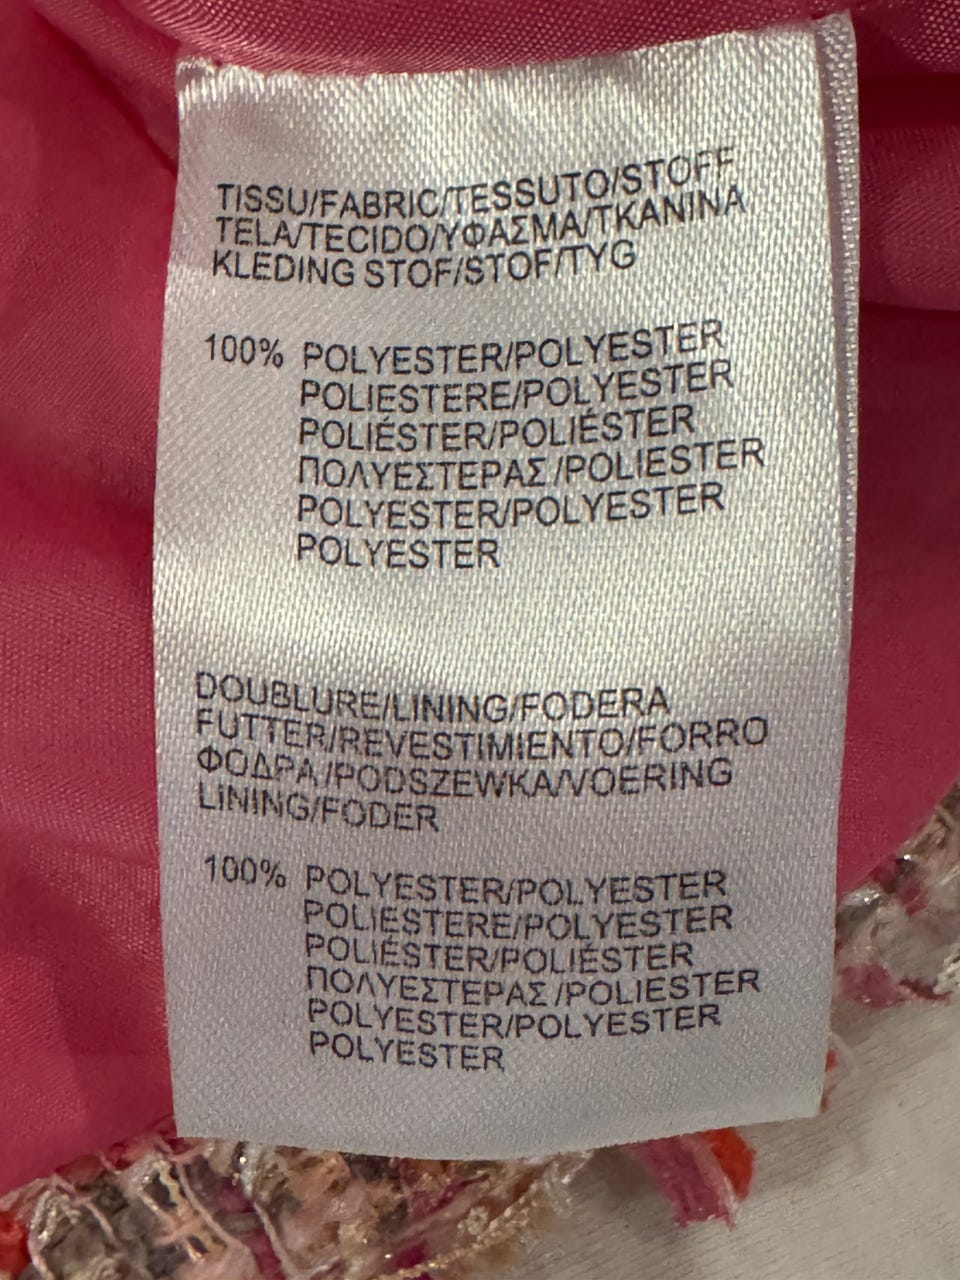 TISSU/FABRIC/TESSUTO/STOFF
TELA/TECIDO/ΥΦΑΣΜΑ/TKANINA
KLEDING STOF/STOF/TYG
100% POLYESTER/POLYESTER
POLIESTERE/POLYESTER
POLIÉSTER/POLIÉSTER
ΠΟΛΥΕΣΤΕΡΑΣ/POLIESTER
POLYESTER/POLYESTER
POLYESTER
DOUBLURE/LINING/FODERA
FUTTER/REVESTIMIENTO/FORRO
ΦΟΔΡΑ/PODSZEWKA/VOERING
LINING/FODER
100% POLYESTER/POLYESTER
POLIESTERE/POLYESTER
POLIÉSTER/POLIÉSTER
ΠΟΛΥΕΣΤΕΡΑΣ/POLIESTER
POLYESTER/POLYESTER
POLYESTER